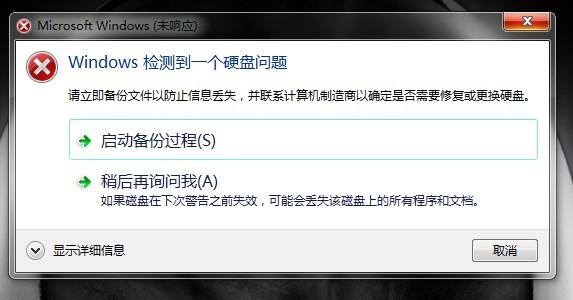 Microsoft Windows (未响应)
Windows 检测到一个硬盘问题
请立即备份文件以防止信息丢失，并联系计算机制造商以确定是否需要修复或更换硬盘。
启动备份过程(S)
稍后再询问我(A)
如果磁盘在下次警告之前失效，可能会丢失该磁盘上的所有程序和文档。
显示详细信息
取消